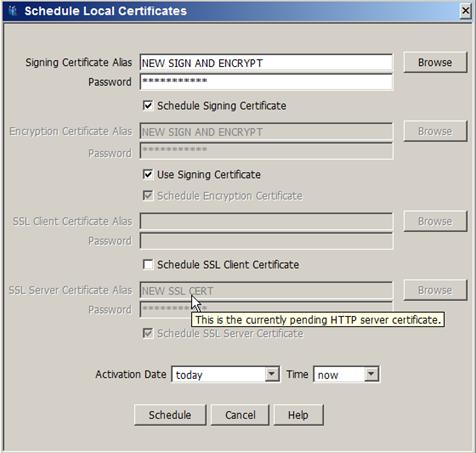 Schedule Local Certificates
Signing Certificate Alias NEW SIGN AND ENCRYPT Browse
Password ***********
Schedule Signing Certificate
Encryption Certificate Alias NEW SIGN AND ENCRYPT Browse
Password ***********
Use Signing Certificate
Schedule Encryption Certificate
SSL Client Certificate Alias Browse
Password
Schedule SSL Client Certificate
SSL Server Certificate Alias NEW SSL CERT Browse
Password ***********
This is the currently pending HTTP server certificate.
Schedule SSL Server Certificate
Activation Date today Time now
Schedule Cancel Help